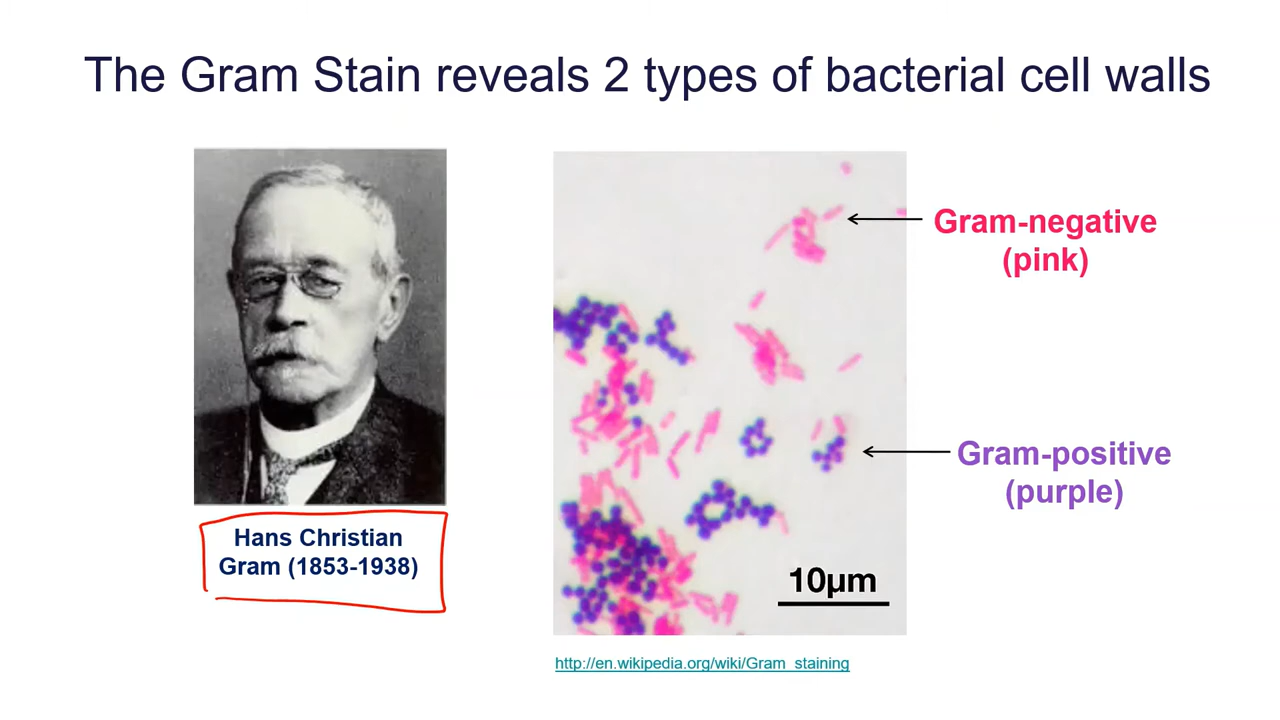 The Gram Stain reveals 2 types of bacterial cell walls
Gram-negative
(pink)
Gram-positive
(purple)
Hans Christian
Gram (1853-1938)
10µm
http://en.wikipedia.org/wiki/Gram_staining